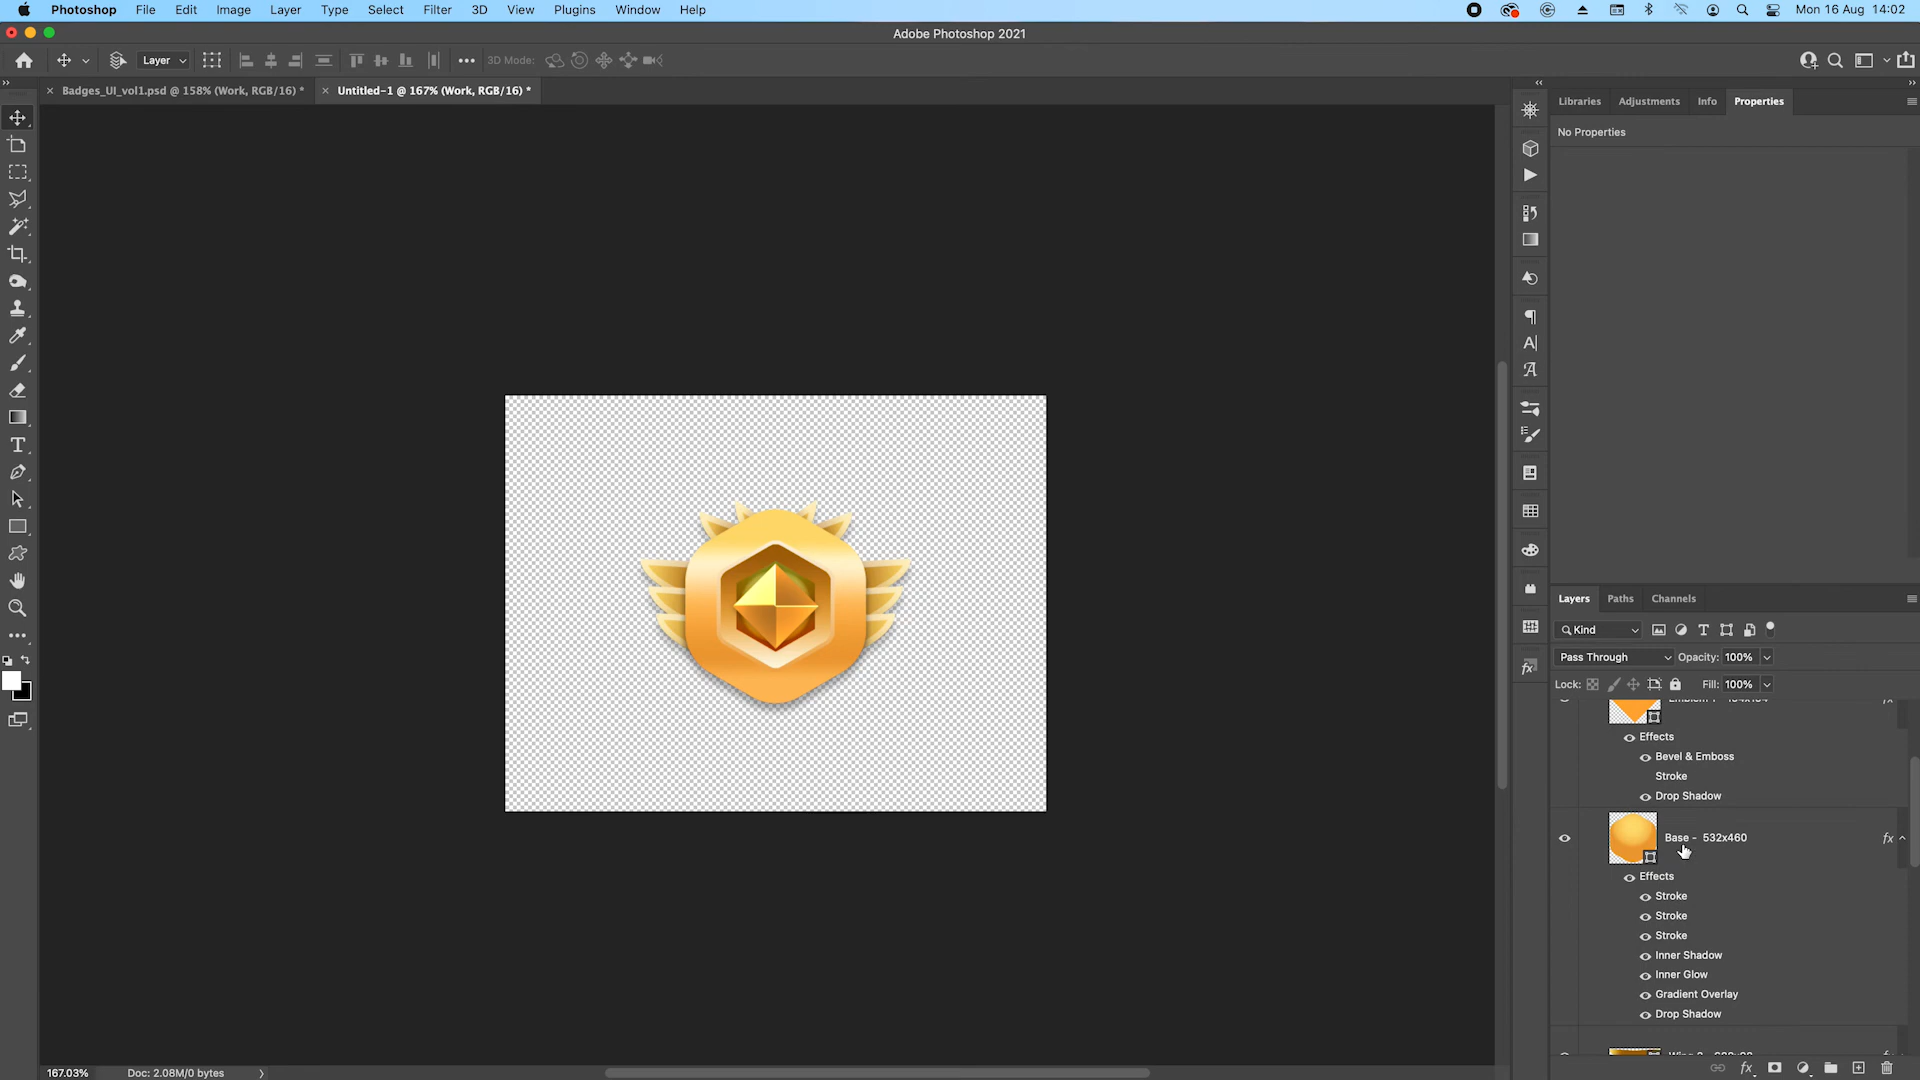 Photoshop File Edit Image Layer Type Select Filter 3D View Plugins Window Help Mon 16 Aug 14:02
Adobe Photoshop 2021
Layer 3D Mode:
Badges_UI_vol1.psd @ 158% (Work, RGB/16) * Untitled-1 @ 167% (Work, RGB/16) *
Libraries Adjustments Info Properties
No Properties
Layers Paths Channels
Kind
Pass Through Opacity: 100%
Lock: Fill: 100%
Effects
Bevel & Emboss
Stroke
Drop Shadow
Base - 532x460 fx
Effects
Stroke
Stroke
Stroke
Inner Shadow
Inner Glow
Gradient Overlay
Drop Shadow
167.03% Doc: 2.08M/0 bytes